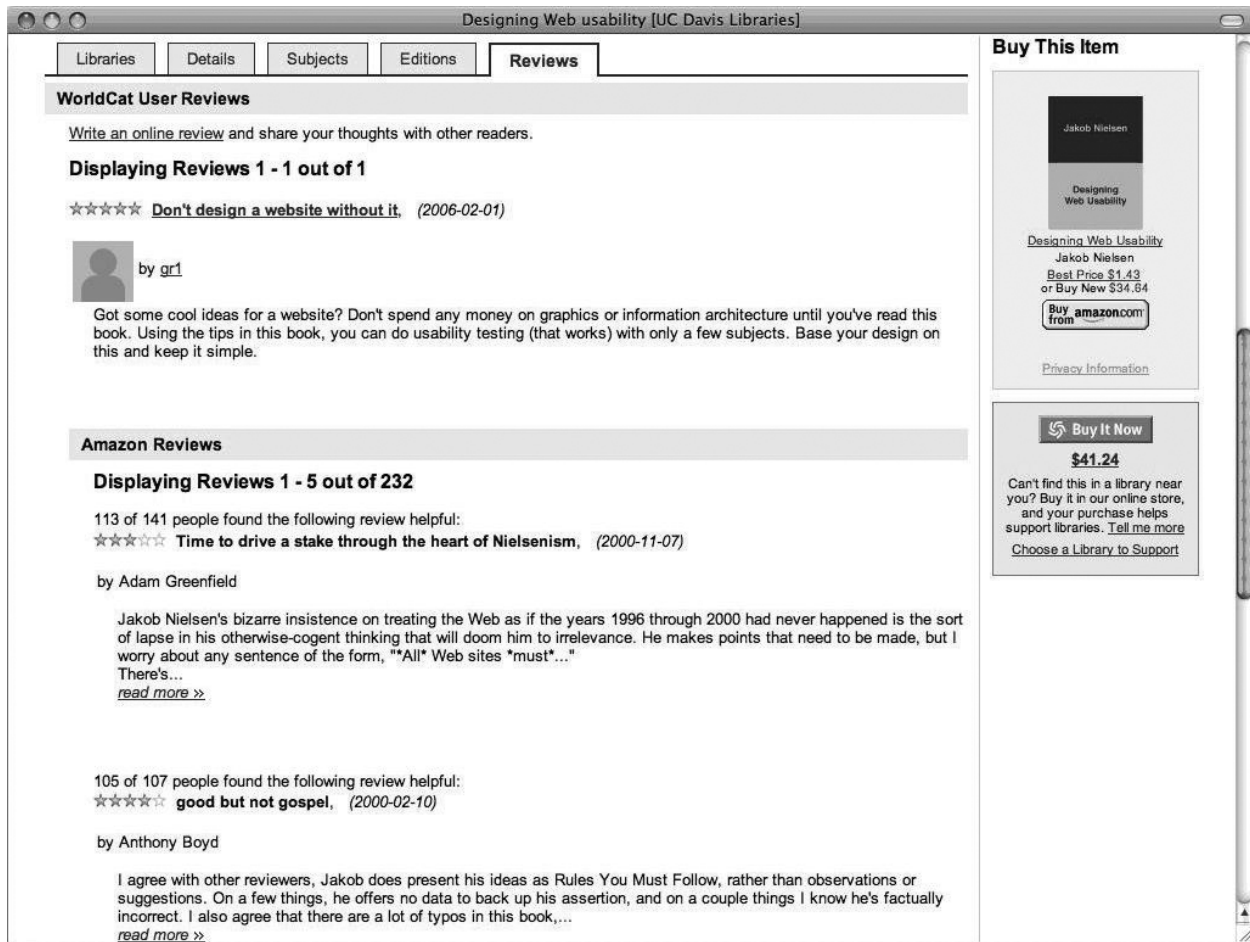 Designing Web usability [UC Davis Libraries]
Libraries Details Subjects Editions Reviews
WorldCat User Reviews
Write an online review and share your thoughts with other readers.
Displaying Reviews 1 - 1 out of 1
Don't design a website without it, (2006-02-01)
by gr1
Got some cool ideas for a website? Don't spend any money on graphics or information architecture until you've read this
book. Using the tips in this book, you can do usability testing (that works) with only a few subjects. Base your design on
this and keep it simple.
Amazon Reviews
Displaying Reviews 1 - 5 out of 232
113 of 141 people found the following review helpful:
Time to drive a stake through the heart of Nielsenism, (2000-11-07)
by Adam Greenfield
Jakob Nielsen's bizarre insistence on treating the Web as if the years 1996 through 2000 had never happened is the sort
of lapse in his otherwise-cogent thinking that will doom him to irrelevance. He makes points that need to be made, but I
worry about any sentence of the form, "*All* Web sites *must*..."
There's...
read more »
105 of 107 people found the following review helpful:
good but not gospel, (2000-02-10)
by Anthony Boyd
I agree with other reviewers, Jakob does present his ideas as Rules You Must Follow, rather than observations or
suggestions. On a few things, he offers no data to back up his assertion, and on a couple things I know he's factually
incorrect. I also agree that there are a lot of typos in this book,...
read more »
Buy This Item
Jakob Nielsen
Designing
Web Usability
Designing Web Usability
Jakob Nielsen
Best Price $1.43
or Buy New $34.64
Buy from amazon.com
Privacy Information
Buy It Now
$41.24
Can't find this in a library near
you? Buy it in our online store,
and your purchase helps
support libraries. Tell me more
Choose a Library to Support